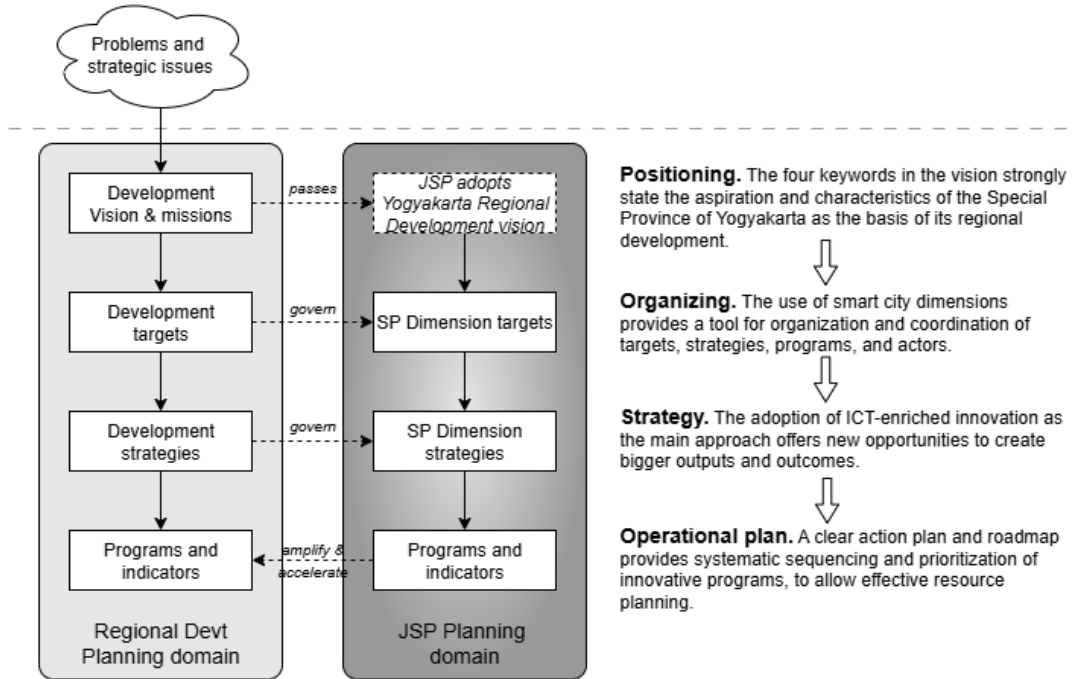 Problems and
strategic issues
Development
Vision & missions
passes
JSP adopts
Yogyakarta Regional
Development vision
Positioning. The four keywords in the vision strongly
state the aspiration and characteristics of the Special
Province of Yogyakarta as the basis of its regional
development.
Development
targets
govern
SP Dimension targets
Organizing. The use of smart city dimensions
provides a tool for organization and coordination of
targets, strategies, programs, and actors.
Development
strategies
govern
SP Dimension
strategies
Strategy. The adoption of ICT-enriched innovation as
the main approach offers new opportunities to create
bigger outputs and outcomes.
Programs and
indicators
amplify &
accelerate
Programs and
indicators
Operational plan. A clear action plan and roadmap
provides systematic sequencing and prioritization of
innovative programs, to allow effective resource
planning.
Regional Devt
Planning domain
JSP Planning
domain